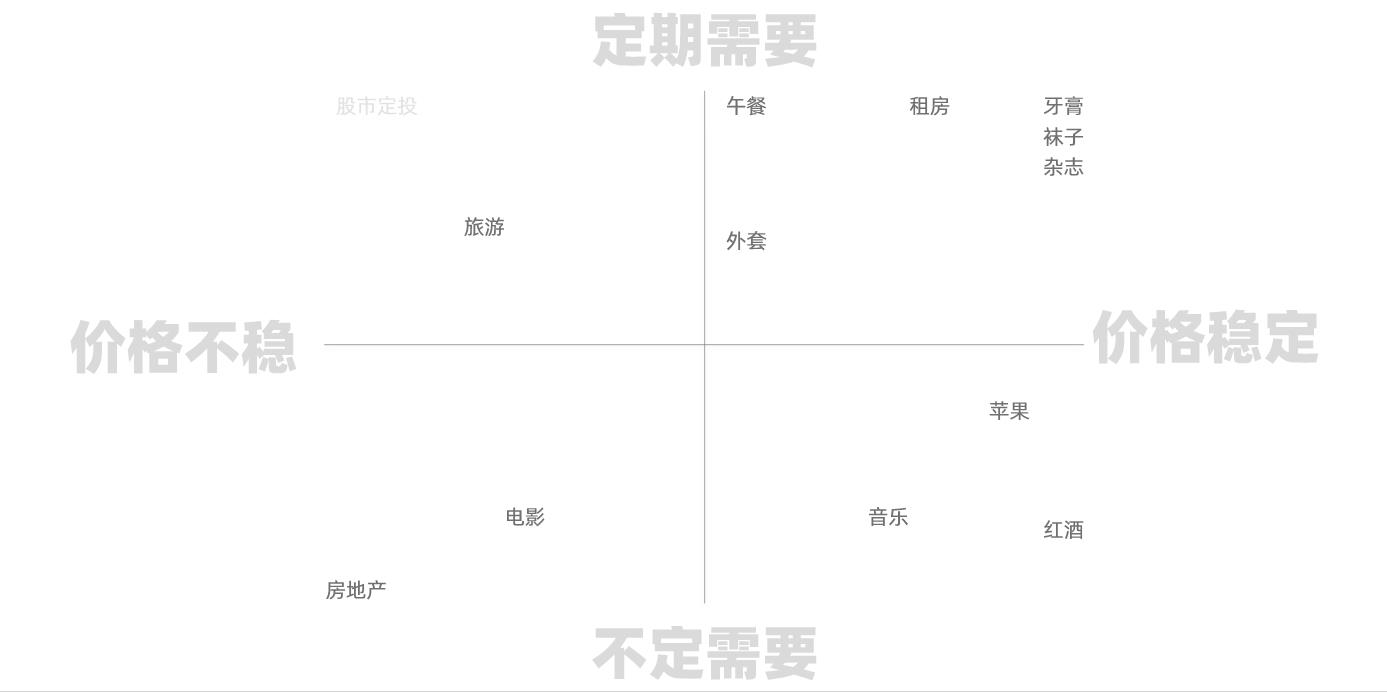 定期需要
股市定投
午餐
租房
牙膏
袜子
杂志
旅游
外套
价格不稳
价格稳定
苹果
电影
音乐
红酒
房地产
不定需要